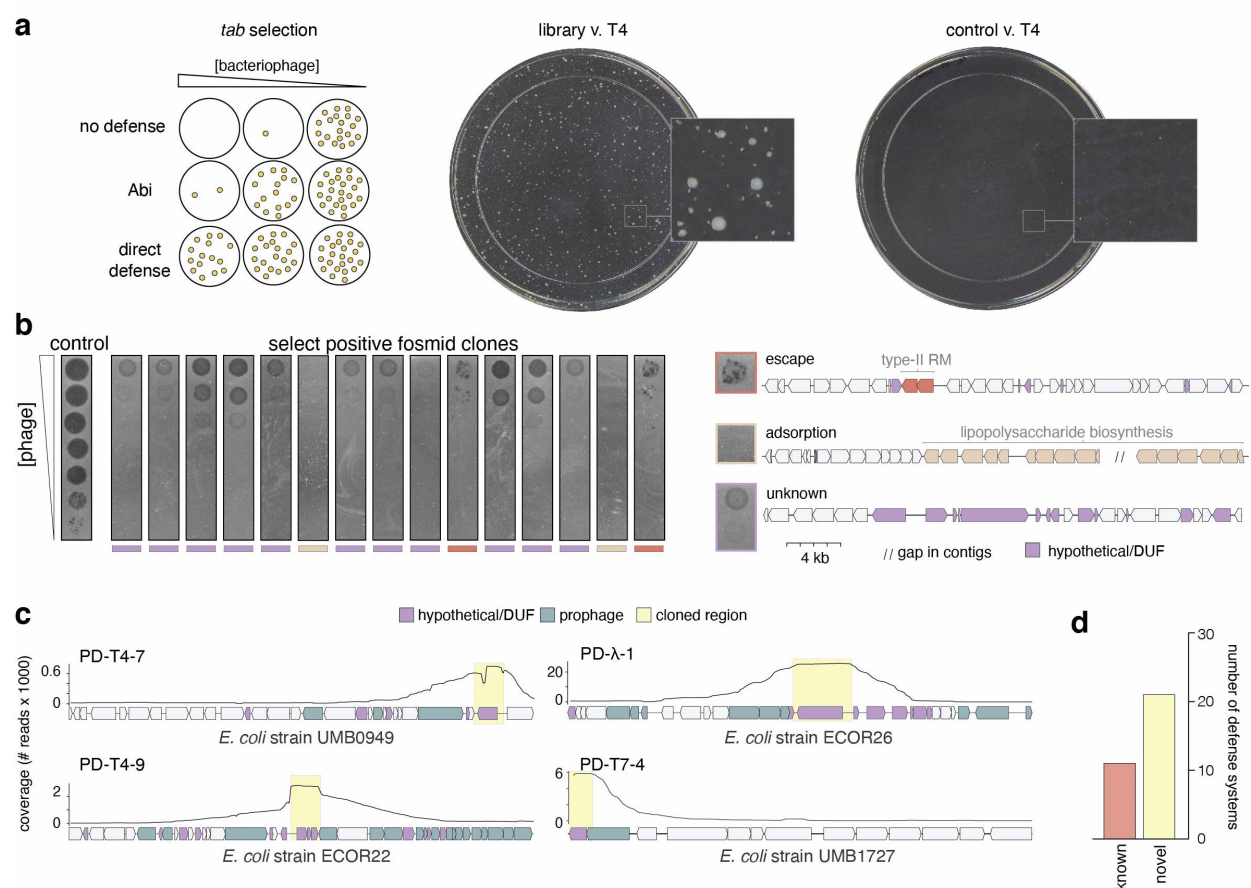 a
tab selection
[bacteriophage]
no defense
Abi
direct
defense
library v. T4
control v. T4
b
control
select positive fosmid clones
[phage]
escape
type-II RM
adsorption
lipopolysaccharide biosynthesis
//
unknown
4 kb
// gap in contigs
hypothetical/DUF
c
hypothetical/DUF
prophage
cloned region
coverage (# reads x 1000)
PD-T4-7
0.6
0
E. coli strain UMB0949
PD-λ-1
20
0
E. coli strain ECOR26
PD-T4-9
2
0
E. coli strain ECOR22
PD-T7-4
6
0
E. coli strain UMB1727
d
30
20
10
0
number of defense systems
known
novel